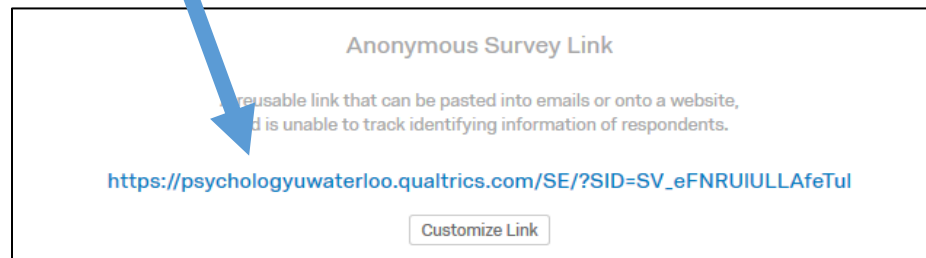 Anonymous Survey Link
reusable link that can be pasted into emails or onto a website,
is unable to track identifying information of respondents.
https://psychologyuwaterloo.qualtrics.com/SE/?SID=SV_eFNRUlULLAfeTul
Customize Link